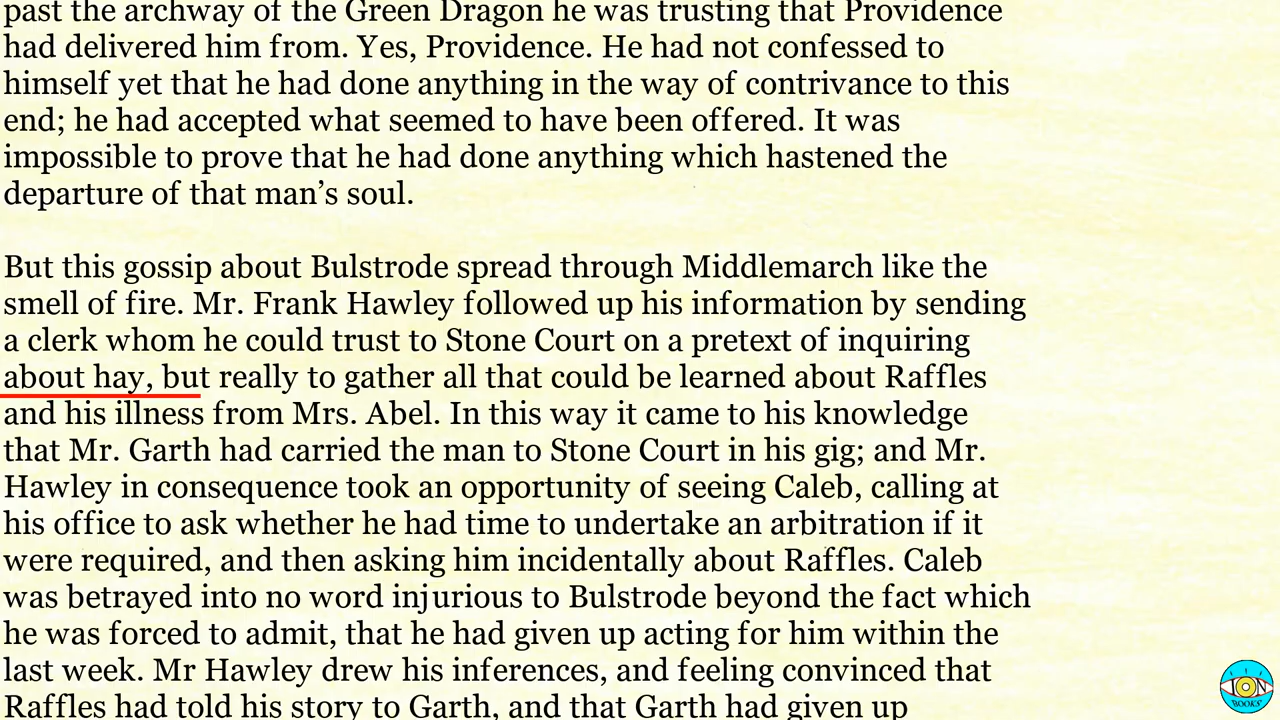 past the archway of the Green Dragon he was trusting that Providence
had delivered him from. Yes, Providence. He had not confessed to
himself yet that he had done anything in the way of contrivance to this
end; he had accepted what seemed to have been offered. It was
impossible to prove that he had done anything which hastened the
departure of that man’s soul.
But this gossip about Bulstrode spread through Middlemarch like the
smell of fire. Mr. Frank Hawley followed up his information by sending
a clerk whom he could trust to Stone Court on a pretext of inquiring
about hay, but really to gather all that could be learned about Raffles
and his illness from Mrs. Abel. In this way it came to his knowledge
that Mr. Garth had carried the man to Stone Court in his gig; and Mr.
Hawley in consequence took an opportunity of seeing Caleb, calling at
his office to ask whether he had time to undertake an arbitration if it
were required, and then asking him incidentally about Raffles. Caleb
was betrayed into no word injurious to Bulstrode beyond the fact which
he was forced to admit, that he had given up acting for him within the
last week. Mr Hawley drew his inferences, and feeling convinced that
Raffles had told his story to Garth, and that Garth had given up
ION
BOOKS